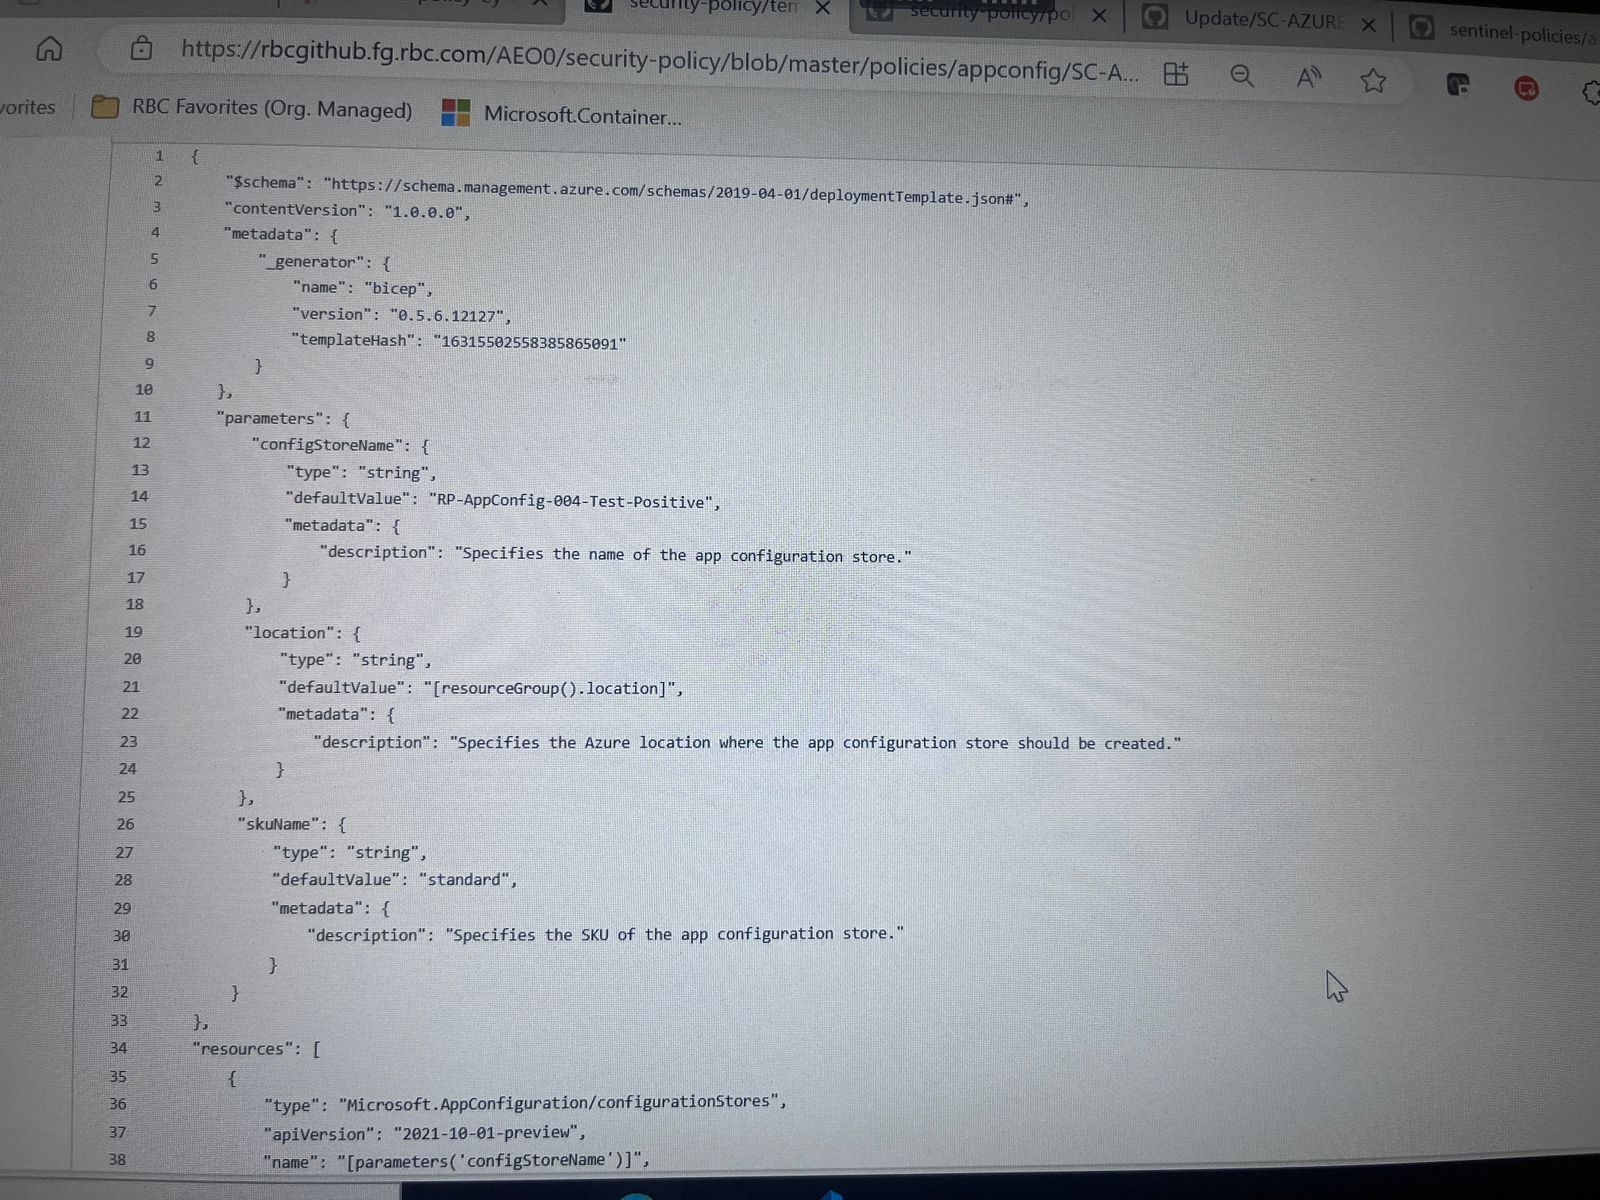 security-policy/ten
security-policy/pol
Update/SC-AZURE
sentinel-policies/a
https://rbcgithub.fg.rbc.com/AEO0/security-policy/blob/master/policies/appconfig/SC-A...
vorites
RBC Favorites (Org. Managed)
Microsoft.Container...
1 {
2 "$schema": "https://schema.management.azure.com/schemas/2019-04-01/deploymentTemplate.json#",
3 "contentVersion": "1.0.0.0",
4 "metadata": {
5 "_generator": {
6 "name": "bicep",
7 "version": "0.5.6.12127",
8 "templateHash": "16315502558385865091"
9 }
10 },
11 "parameters": {
12 "configStoreName": {
13 "type": "string",
14 "defaultValue": "RP-AppConfig-004-Test-Positive",
15 "metadata": {
16 "description": "Specifies the name of the app configuration store."
17 }
18 },
19 "location": {
20 "type": "string",
21 "defaultValue": "[resourceGroup().location]",
22 "metadata": {
23 "description": "Specifies the Azure location where the app configuration store should be created."
24 }
25 },
26 "skuName": {
27 "type": "string",
28 "defaultValue": "standard",
29 "metadata": {
30 "description": "Specifies the SKU of the app configuration store."
31 }
32 }
33 },
34 "resources": [
35 {
36 "type": "Microsoft.AppConfiguration/configurationStores",
37 "apiVersion": "2021-10-01-preview",
38 "name": "[parameters('configStoreName')]",